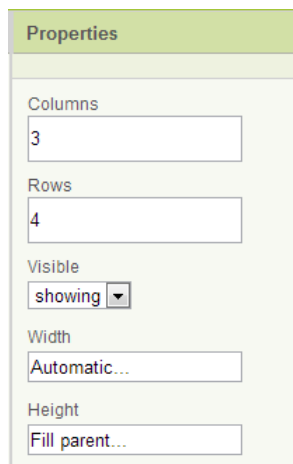 Properties
Columns
3
Rows
4
Visible
showing
Width
Automatic...
Height
Fill parent...